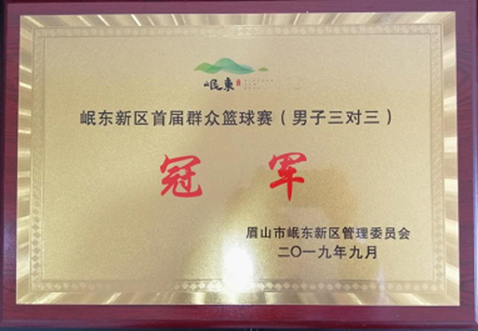 岷東
岷东新区首届群众篮球赛（男子三对三）
冠军
眉山市岷东新区管理委员会
二〇一九年九月